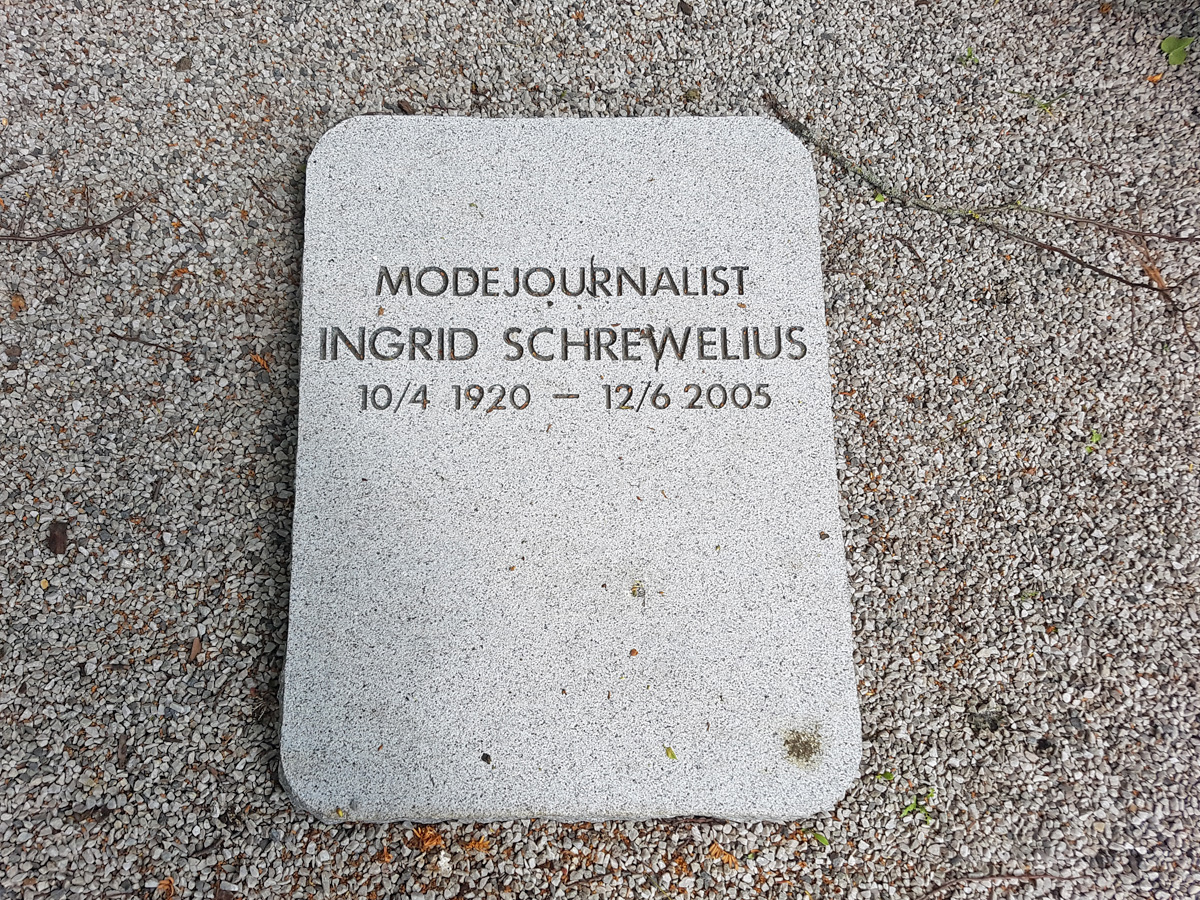 MODEJOURNALIST
INGRID SCHREWELIUS
10/4 1920 — 12/6 2005